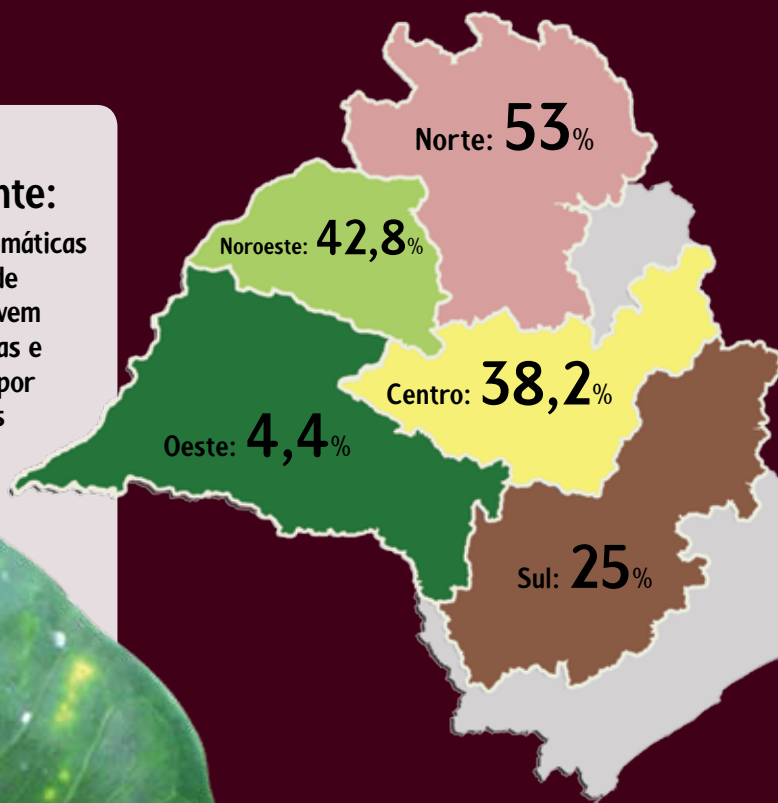 nte:
máticas
de
vem
as e
por
s
Norte: 53%
Noroeste: 42,8%
Centro: 38,2%
Oeste: 4,4%
Sul: 25%